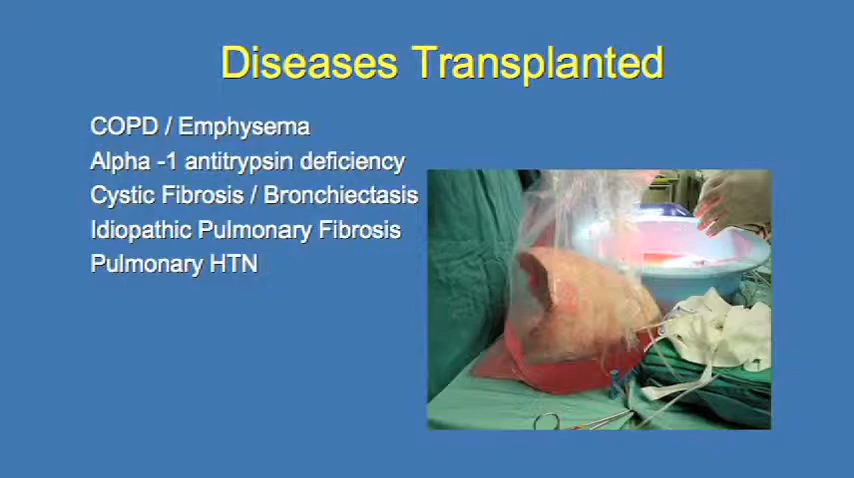 Diseases Transplanted
COPD / Emphysema
Alpha -1 antitrypsin deficiency
Cystic Fibrosis / Bronchiectasis
Idiopathic Pulmonary Fibrosis
Pulmonary HTN